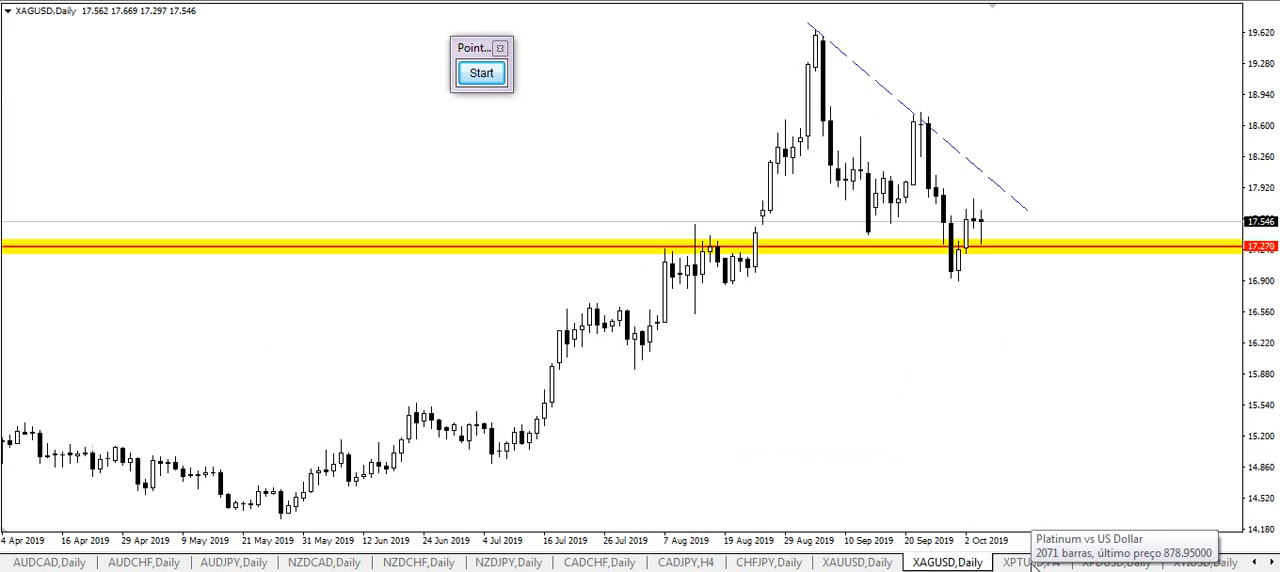 XAGUSD,Daily 17.562 17.669 17.297 17.546
Point...
Start
19.620
19.280
18.940
18.600
18.260
17.920
17.546
17.270
16.900
16.560
16.220
15.880
15.540
15.200
14.860
14.520
14.180
4 Apr 2019 16 Apr 2019 29 Apr 2019 9 May 2019 21 May 2019 31 May 2019 12 Jun 2019 24 Jun 2019 4 Jul 2019 16 Jul 2019 26 Jul 2019 7 Aug 2019 19 Aug 2019 29 Aug 2019 10 Sep 2019 20 Sep 2019 2 Oct 2019
Platinum vs US Dollar
2071 barras, último preço 878.95000
AUDCAD,Daily AUDCHF,Daily AUDJPY,Daily NZDCAD,Daily NZDCHF,Daily NZDJPY,Daily CADCHF,Daily CADJPY,H4 CHFJPY,Daily XAUUSD,Daily XAGUSD,Daily